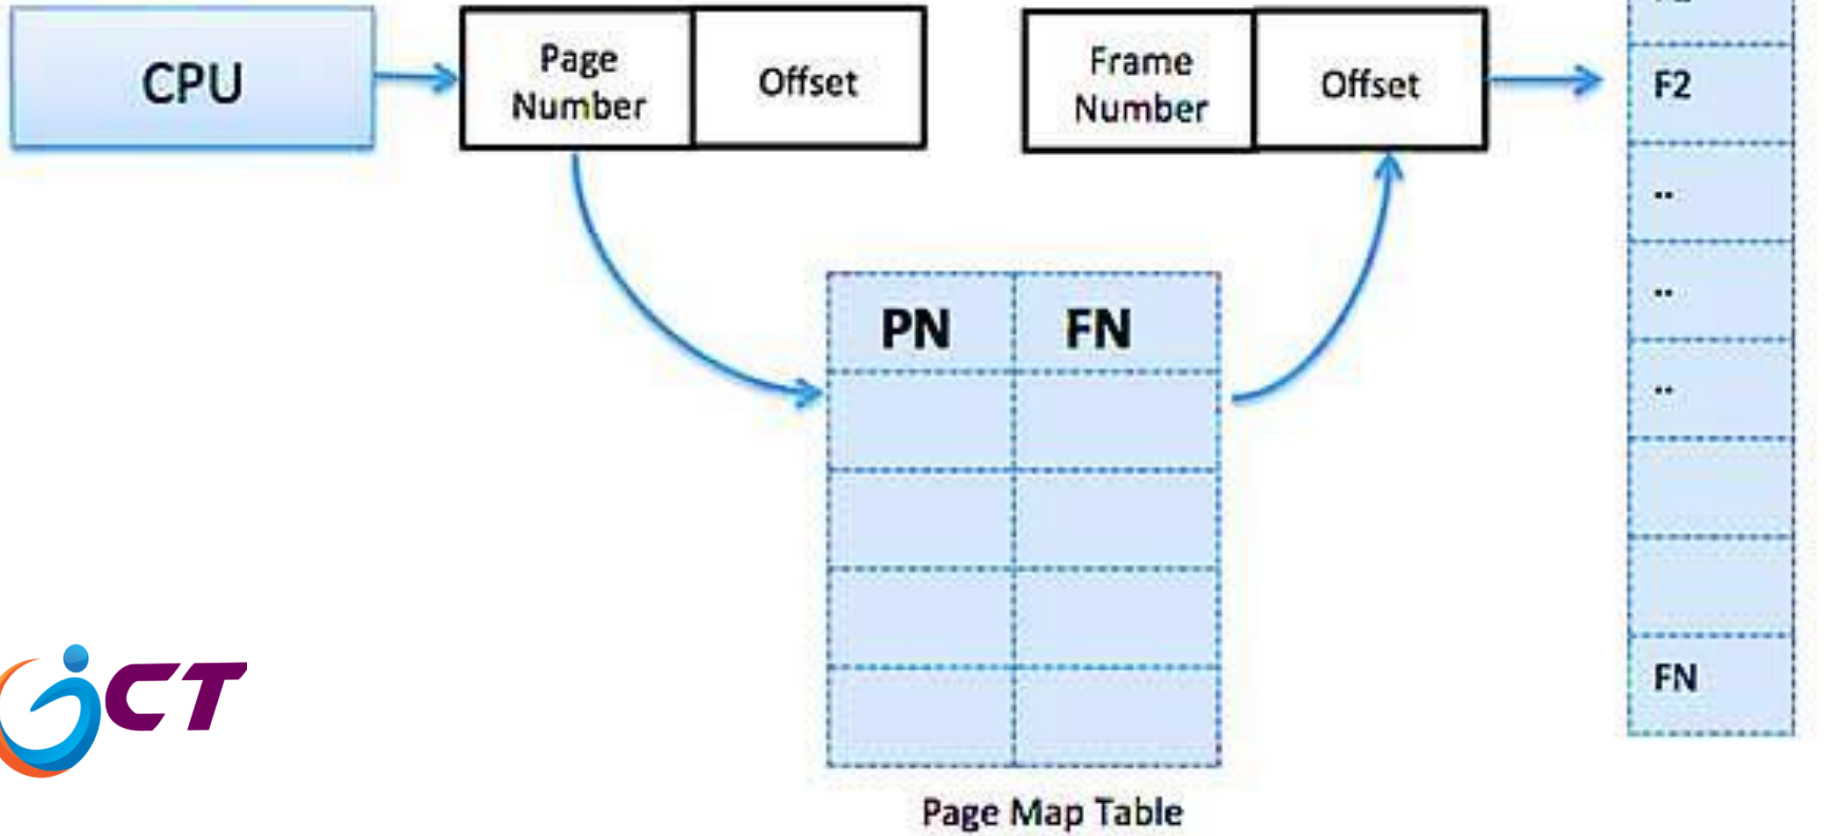 CPU
Page
Number
Offset
Frame
Number
Offset
F2
..
..
..
FN
PN FN
Page Map Table
CT